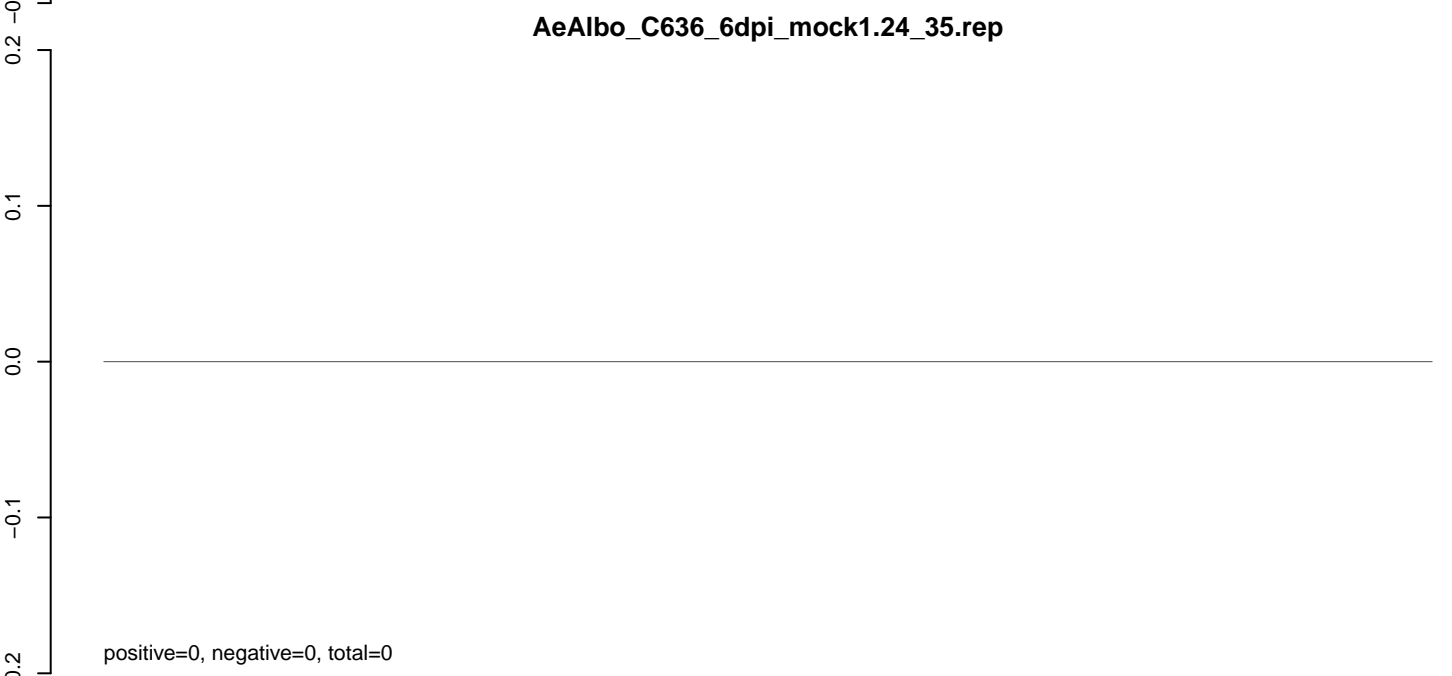 AeAlbo_C636_6dpi_mock1.24_35.rep
0.2
0.1
0.0
−0.1
positive=0, negative=0, total=0